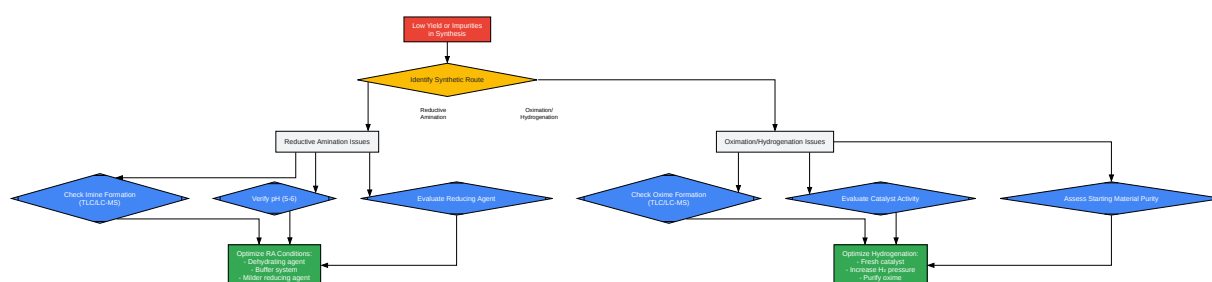 Low Yield or Impurities
in Synthesis
Identify Synthetic Route
Reductive
Amination
Oximation/
Hydrogenation
Reductive Amination Issues
Oximation/Hydrogenation Issues
Check Imine Formation
(TLC/LC-MS)
Verify pH (5-6)
Evaluate Reducing Agent
Check Oxime Formation
(TLC/LC-MS)
Evaluate Catalyst Activity
Assess Starting Material Purity
Optimize RA Conditions:
- Dehydrating agent
- Buffer system
- Milder reducing agent
Optimize Hydrogenation:
- Fresh catalyst
- Increase H₂ pressure
- Purify oxime